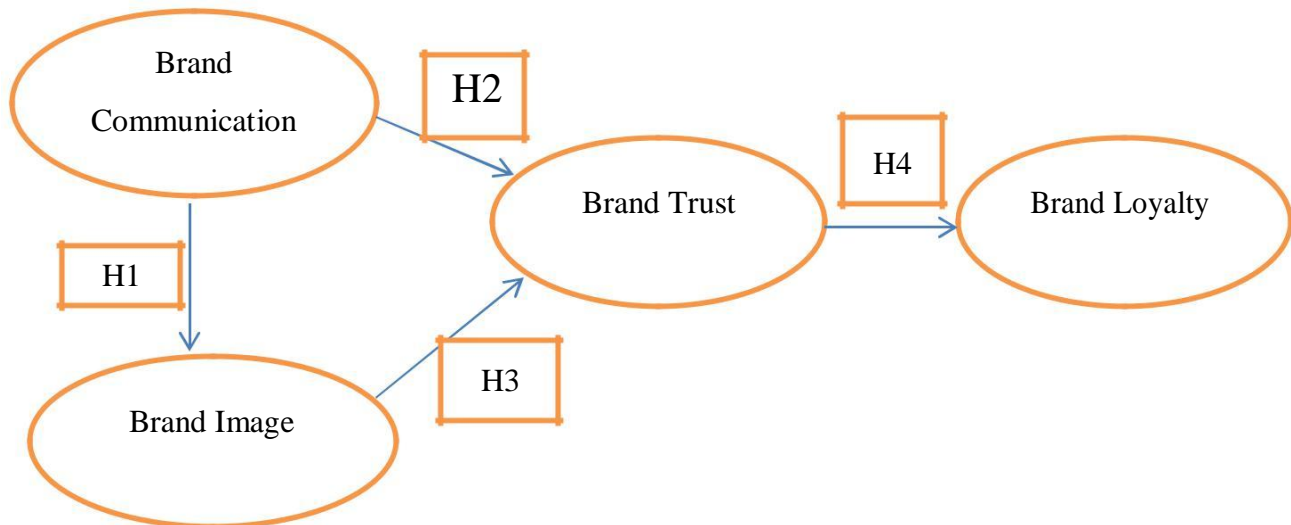 Brand
Communication
H2
Brand Trust
H4
Brand Loyalty
H1
H3
Brand Image